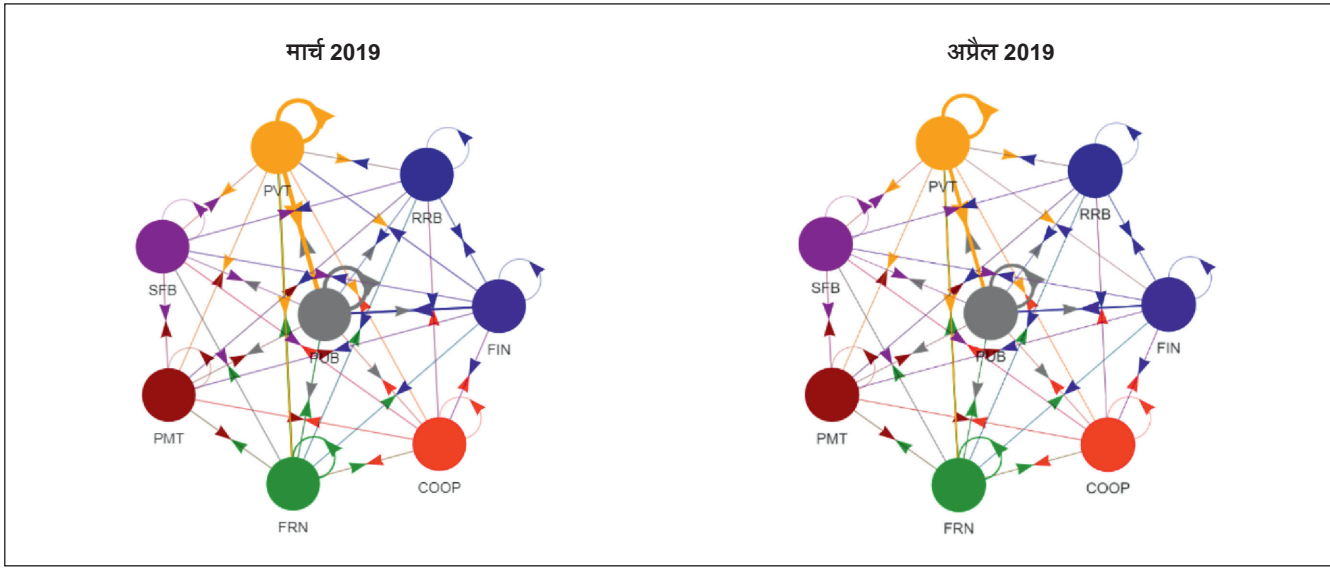 मार्च 2019
PVT
RRB
SFB
PUB
FIN
PMT
COOP
FRN
अप्रैल 2019
PVT
RRB
SFB
PUB
FIN
PMT
COOP
FRN